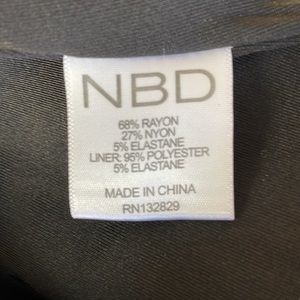 NBD
68% RAYON
27% NYON
5% ELASTANE
LINER: 95% POLYESTER
5% ELASTANE
MADE IN CHINA
RN132829